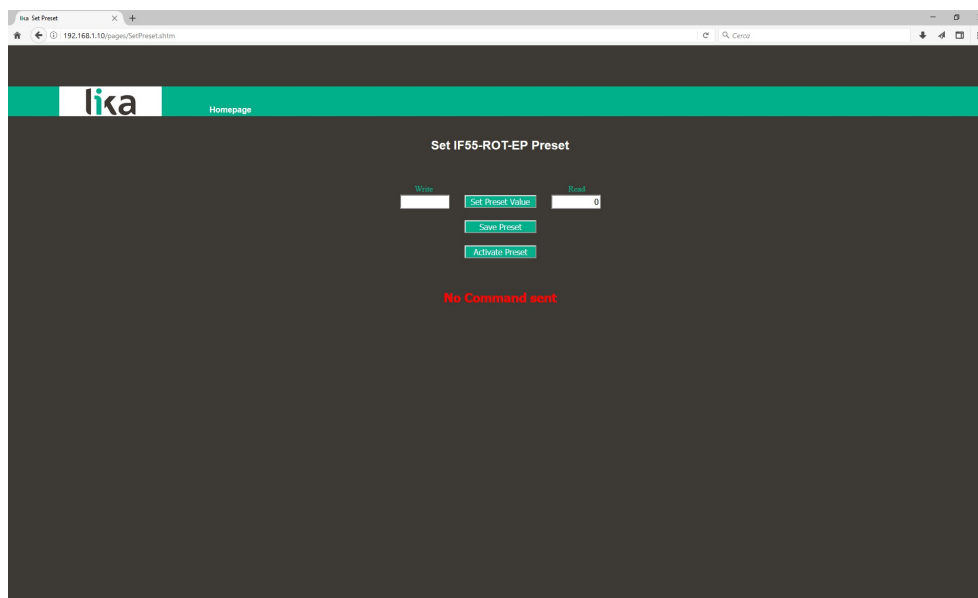 lika Set Preset
192.168.1.10/pages/SetPreset.shtm
Cerca
lika
Homepage
Set IF55-ROT-EP Preset
Write
Read
Set Preset Value
0
Save Preset
Activate Preset
No Command sent